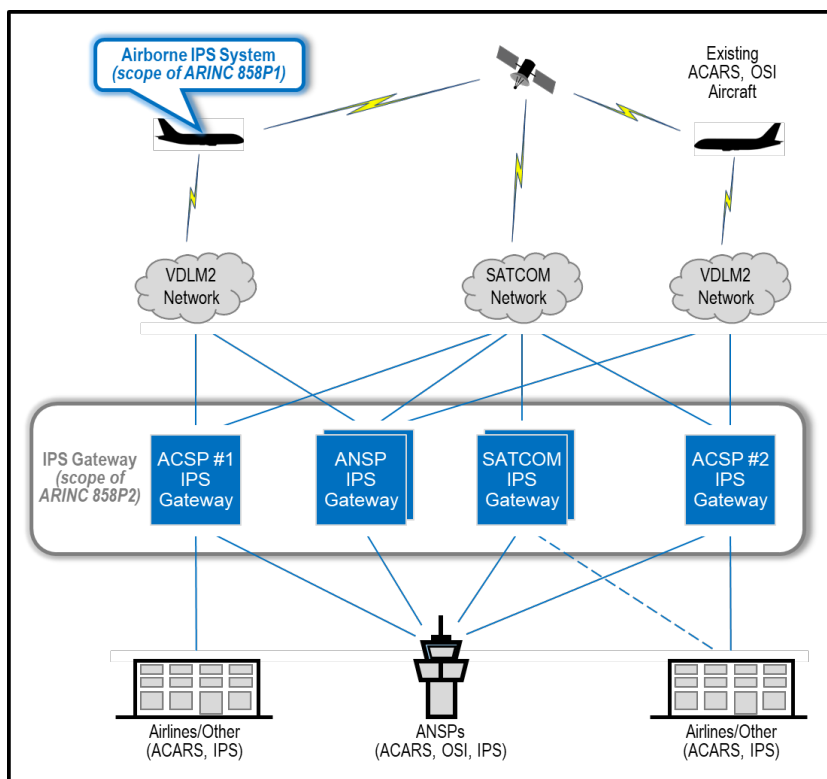 Airborne IPS System
(scope of ARINC 858P1)
Existing
ACARS, OSI
Aircraft
VDLM2
Network
SATCOM
Network
VDLM2
Network
IPS Gateway
(scope of
ARINC 858P2)
ACSP #1
IPS
Gateway
ANSP
IPS
Gateway
SATCOM
IPS
Gateway
ACSP #2
IPS
Gateway
Airlines/Other
(ACARS, IPS)
ANSPs
(ACARS, OSI, IPS)
Airlines/Other
(ACARS, IPS)